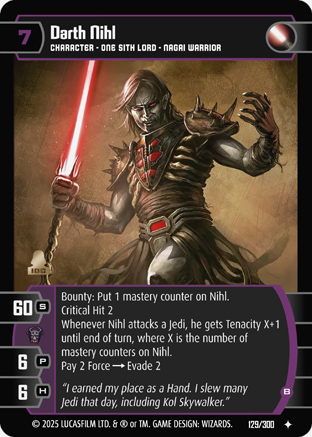 7
Darth Nihl
CHARACTER - ONE SITH LORD - NAGAI WARRIOR
100
60 S
6 P
6 H
Bounty: Put 1 mastery counter on Nihl.
Critical Hit 2
Whenever Nihl attacks a Jedi, he gets Tenacity X+1
until end of turn, where X is the number of
mastery counters on Nihl.
Pay 2 Force → Evade 2
“I earned my place as a Hand. I slew many
Jedi that day, including Kol Skywalker.”
B
© 2025 LUCASFILM LTD. & ® or TM. GAME DESIGN: WIZARDS.
129/300